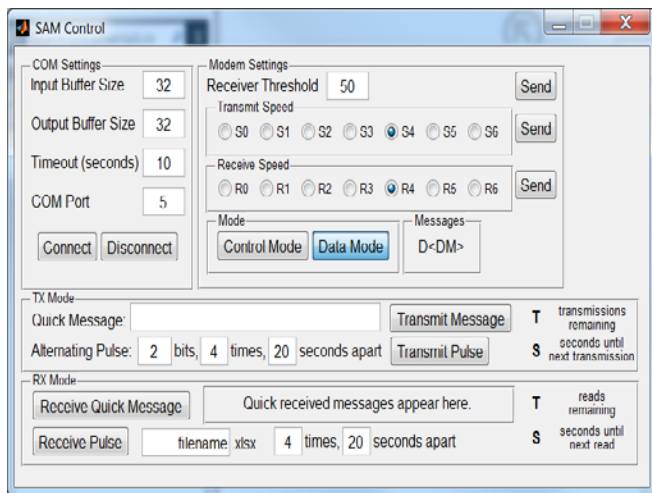 SAM Control
COM Settings
Input Buffer Size 32
Output Buffer Size 32
Timeout (seconds) 10
COM Port 5
Connect Disconnect
Modem Settings
Receiver Threshold 50 Send
Transmit Speed
S0 S1 S2 S3 S4 S5 S6 Send
Receive Speed
R0 R1 R2 R3 R4 R5 R6 Send
Mode
Control Mode Data Mode
Messages
D<DM>
TX Mode
Quick Message: Transmit Message T transmissions remaining
Alternating Pulse: 2 bits, 4 times, 20 seconds apart Transmit Pulse S seconds until next transmission
RX Mode
Receive Quick Message Quick received messages appear here. T reads remaining
Receive Pulse filename .xlsx 4 times, 20 seconds apart S seconds until next read